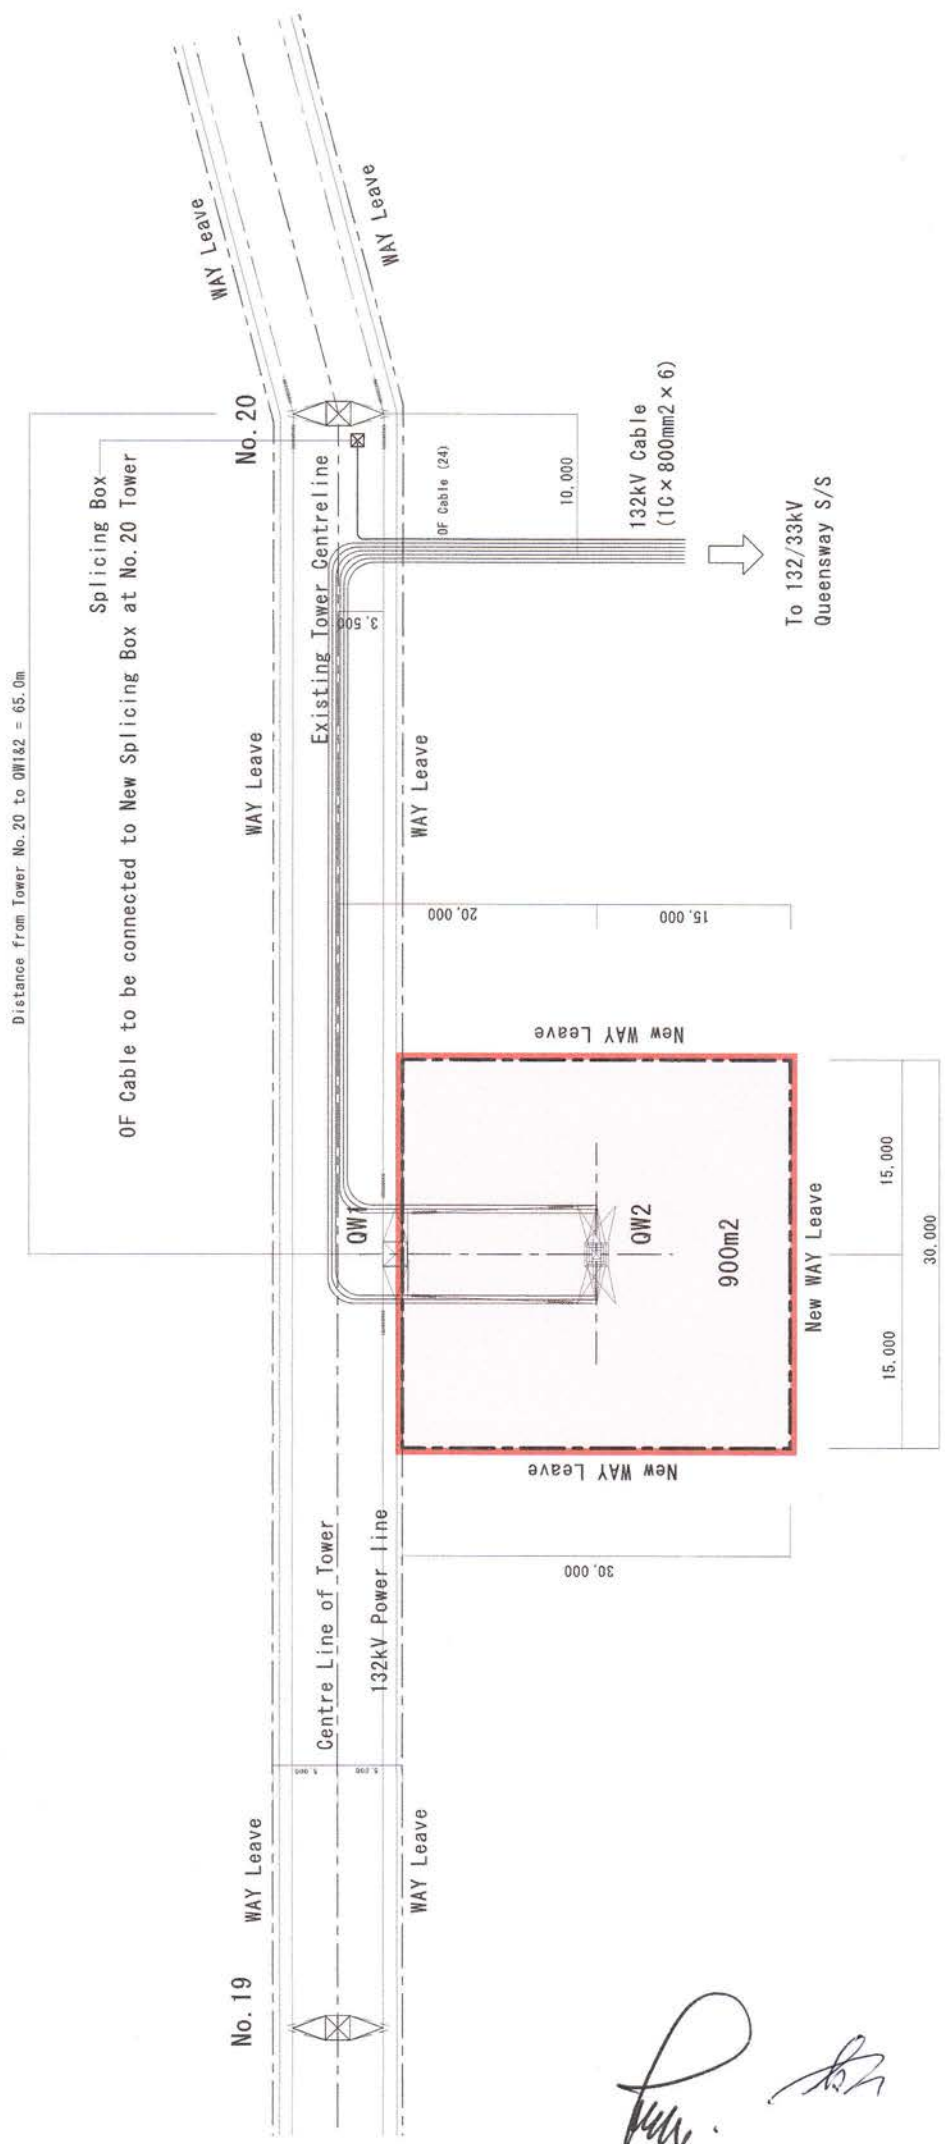 Distance from Tower No.20 to QW1&2 = 65.0m
Splicing Box
OF Cable to be connected to New Splicing Box at No.20 Tower
No. 19
No. 20
WAY Leave
WAY Leave
WAY Leave
WAY Leave
WAY Leave
WAY Leave
Centre Line of Tower
132kV Power line
Existing Tower Centreline
3,500
QW1
QW2
900m2
OF Cable (24)
10,000
132kV Cable
(1C×800mm2×6)
To 132/33kV
Queensway S/S
20,000
15,000
New WAY Leave
New WAY Leave
New WAY Leave
30,000
15,000
15,000
30,000